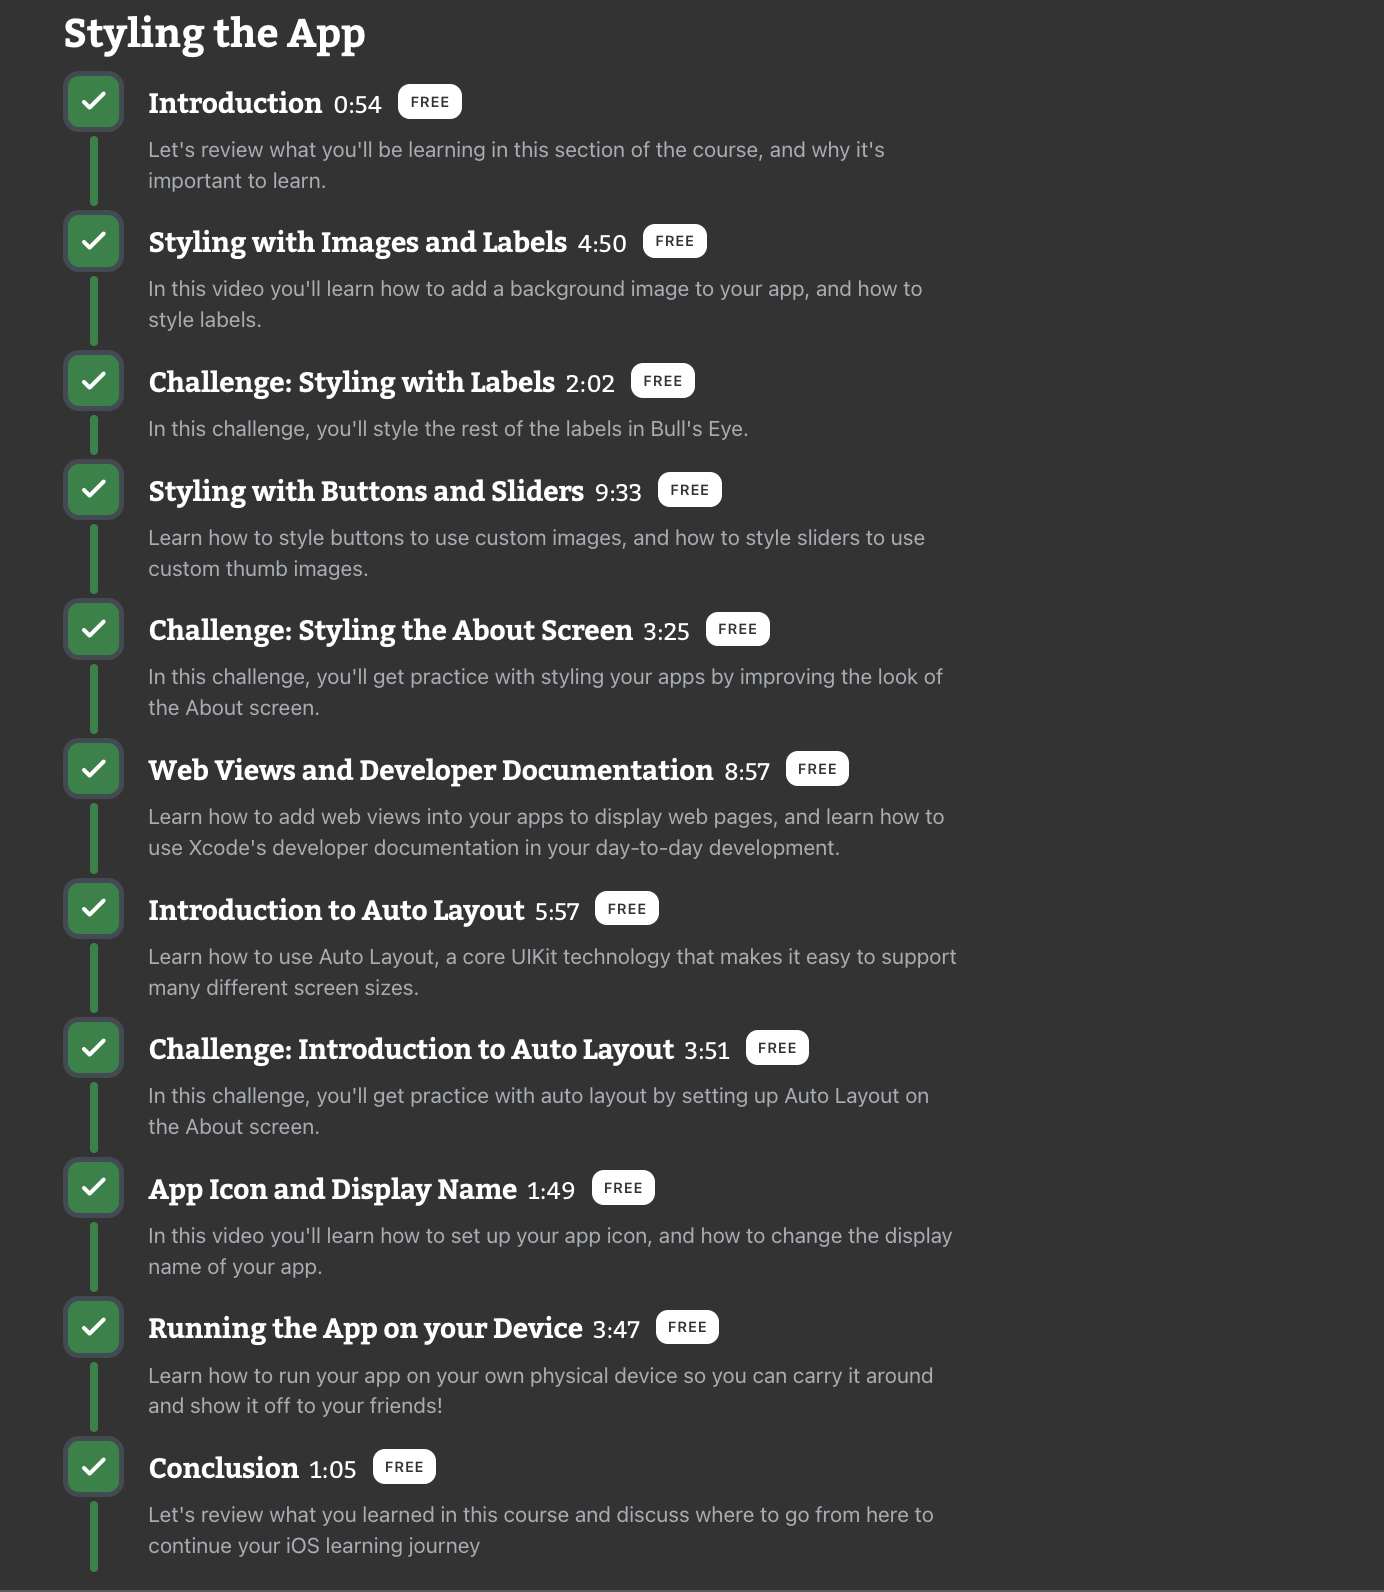 Styling the App
Introduction 0:54 FREE
Let's review what you'll be learning in this section of the course, and why it's
important to learn.
Styling with Images and Labels 4:50 FREE
In this video you'll learn how to add a background image to your app, and how to
style labels.
Challenge: Styling with Labels 2:02 FREE
In this challenge, you'll style the rest of the labels in Bull's Eye.
Styling with Buttons and Sliders 9:33 FREE
Learn how to style buttons to use custom images, and how to style sliders to use
custom thumb images.
Challenge: Styling the About Screen 3:25 FREE
In this challenge, you'll get practice with styling your apps by improving the look of
the About screen.
Web Views and Developer Documentation 8:57 FREE
Learn how to add web views into your apps to display web pages, and learn how to
use Xcode's developer documentation in your day-to-day development.
Introduction to Auto Layout 5:57 FREE
Learn how to use Auto Layout, a core UIKit technology that makes it easy to support
many different screen sizes.
Challenge: Introduction to Auto Layout 3:51 FREE
In this challenge, you'll get practice with auto layout by setting up Auto Layout on
the About screen.
App Icon and Display Name 1:49 FREE
In this video you'll learn how to set up your app icon, and how to change the display
name of your app.
Running the App on your Device 3:47 FREE
Learn how to run your app on your own physical device so you can carry it around
and show it off to your friends!
Conclusion 1:05 FREE
Let's review what you learned in this course and discuss where to go from here to
continue your iOS learning journey